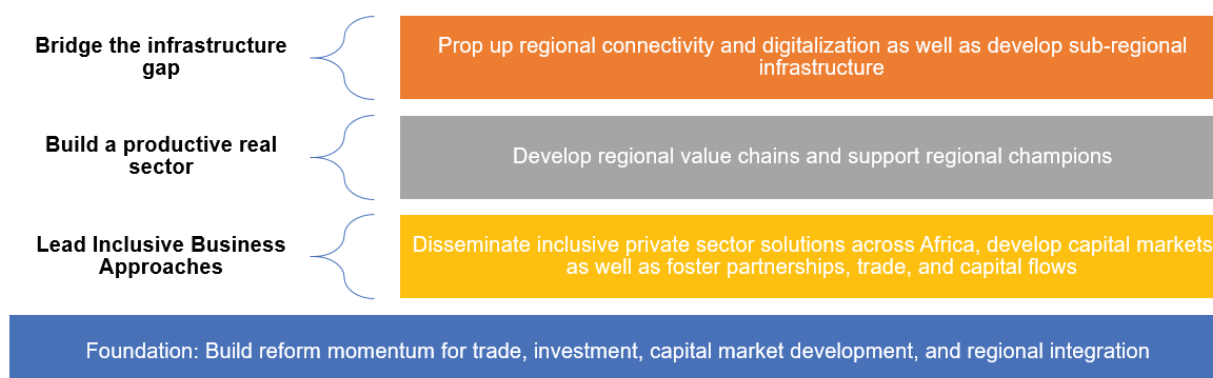 Bridge the infrastructure
gap
Prop up regional connectivity and digitalization as well as develop sub-regional
infrastructure
Build a productive real
sector
Develop regional value chains and support regional champions
Lead Inclusive Business
Approaches
Disseminate inclusive private sector solutions across Africa, develop capital markets
as well as foster partnerships, trade, and capital flows
Foundation: Build reform momentum for trade, investment, capital market development, and regional integration